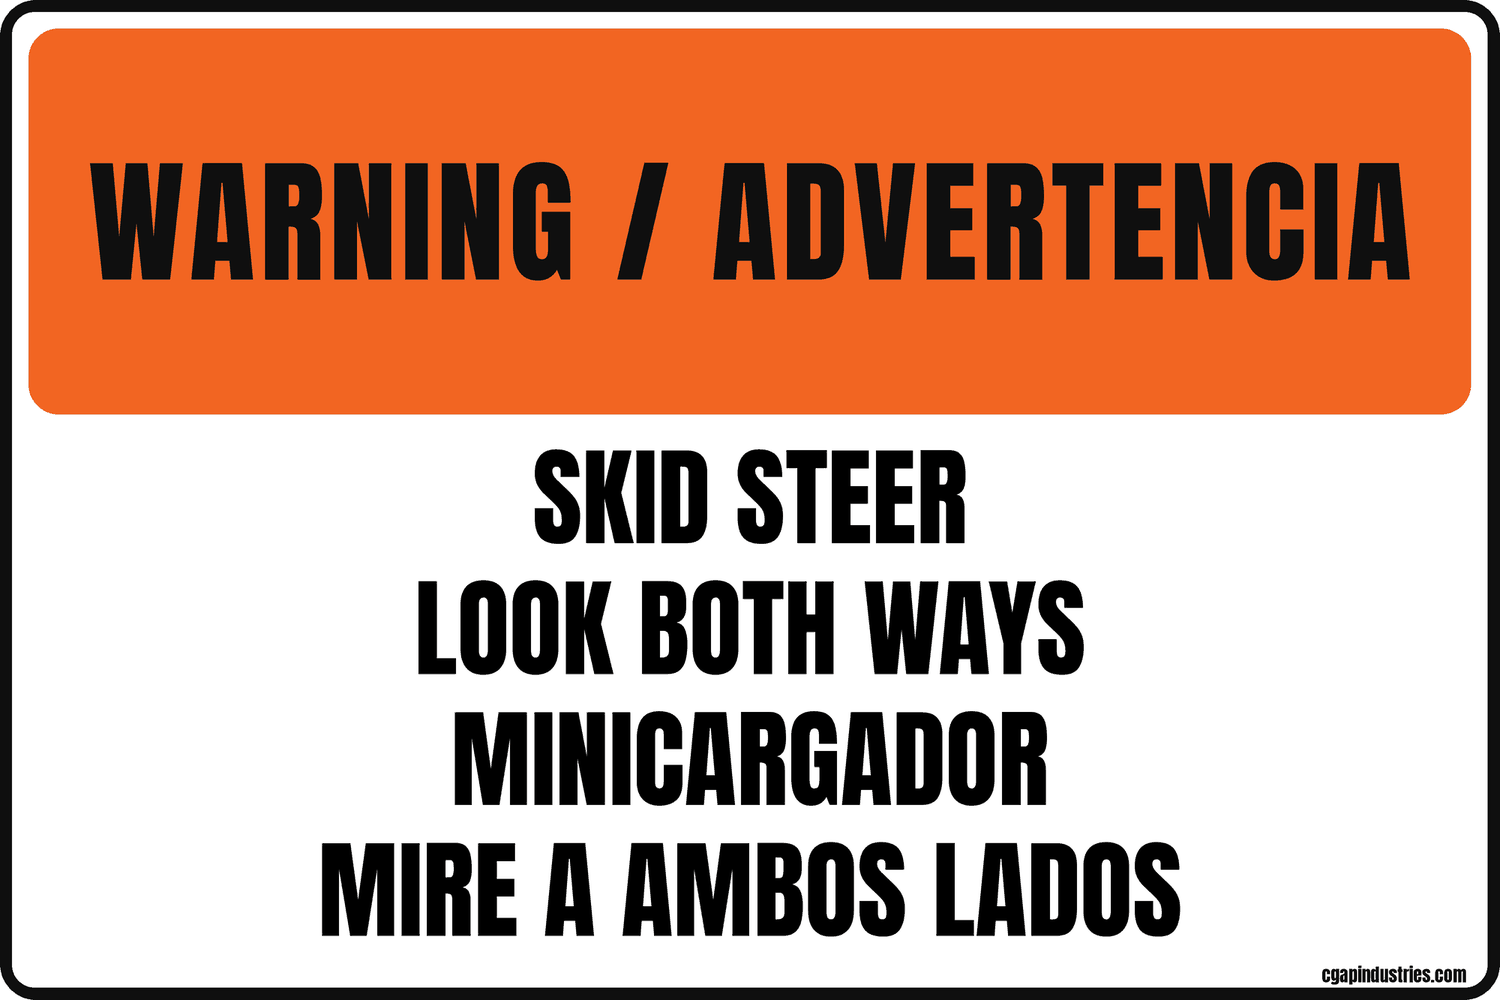 WARNING / ADVERTENCIA
SKID STEER
LOOK BOTH WAYS
MINICARGADOR
MIRE A AMBOS LADOS
cgapindustries.com